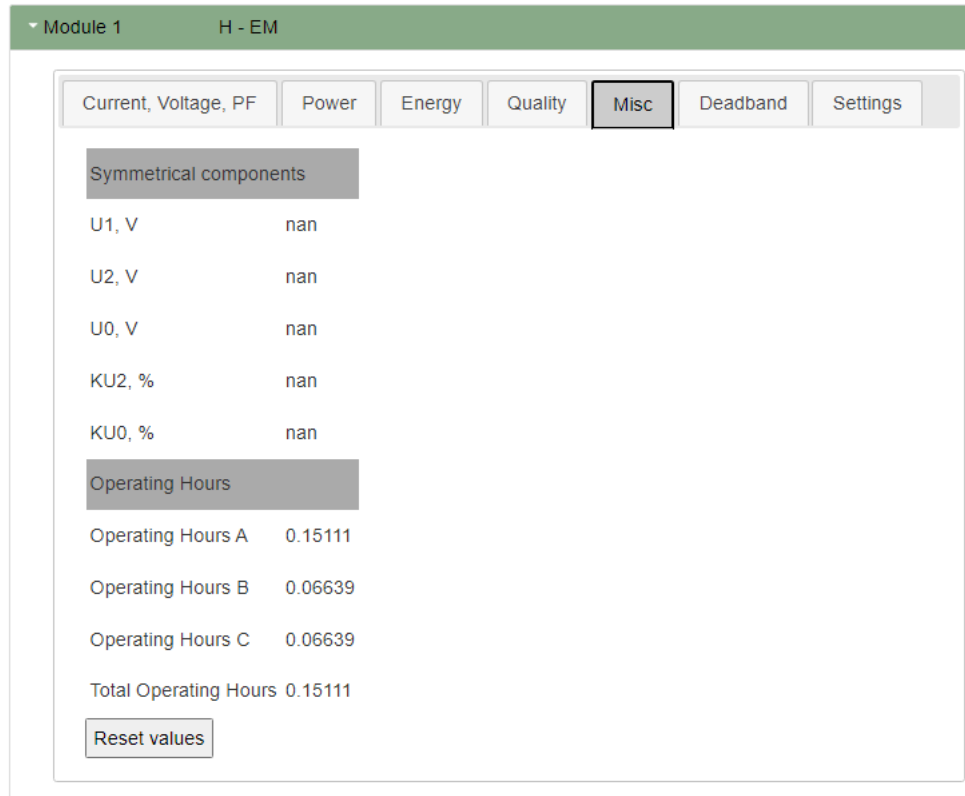 Module 1 H - EM
Current, Voltage, PF Power Energy Quality Misc Deadband Settings
Symmetrical components
U1, V nan
U2, V nan
U0, V nan
KU2, % nan
KU0, % nan
Operating Hours
Operating Hours A 0.15111
Operating Hours B 0.06639
Operating Hours C 0.06639
Total Operating Hours 0.15111
Reset values